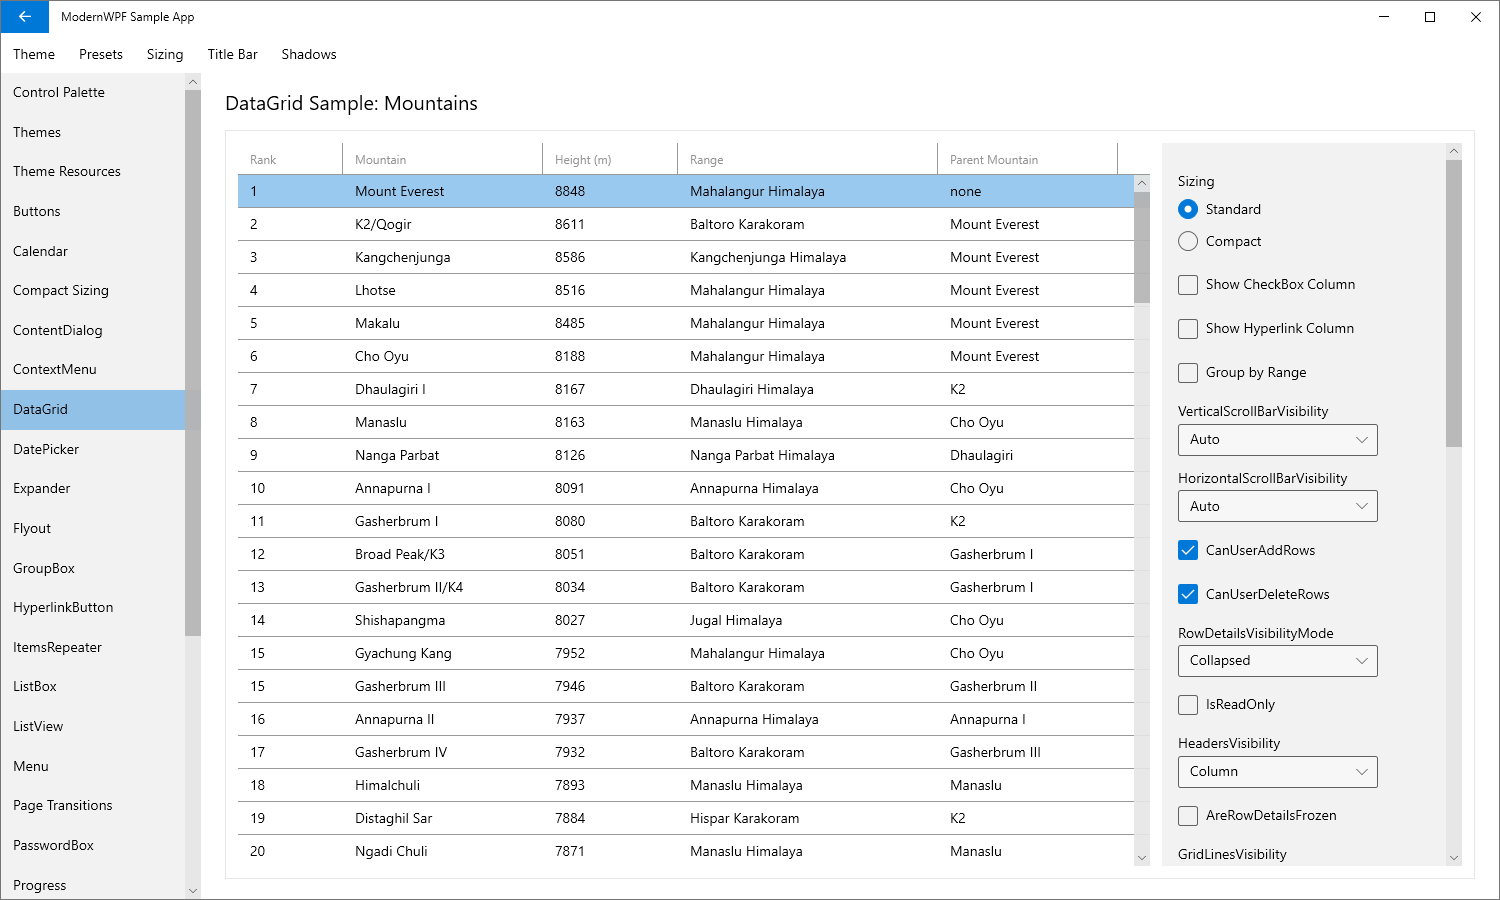 ModernWPF Sample App
Theme Presets Sizing Title Bar Shadows
Control Palette
Themes
Theme Resources
Buttons
Calendar
Compact Sizing
ContentDialog
ContextMenu
DataGrid
DatePicker
Expander
Flyout
GroupBox
HyperlinkButton
ItemsRepeater
ListBox
ListView
Menu
Page Transitions
PasswordBox
Progress
DataGrid Sample: Mountains
Rank Mountain Height (m) Range Parent Mountain
1 Mount Everest 8848 Mahalangur Himalaya none
2 K2/Qogir 8611 Baltoro Karakoram Mount Everest
3 Kangchenjunga 8586 Kangchenjunga Himalaya Mount Everest
4 Lhotse 8516 Mahalangur Himalaya Mount Everest
5 Makalu 8485 Mahalangur Himalaya Mount Everest
6 Cho Oyu 8188 Mahalangur Himalaya Mount Everest
7 Dhaulagiri I 8167 Dhaulagiri Himalaya K2
8 Manaslu 8163 Manaslu Himalaya Cho Oyu
9 Nanga Parbat 8126 Nanga Parbat Himalaya Dhaulagiri
10 Annapurna I 8091 Annapurna Himalaya Cho Oyu
11 Gasherbrum I 8080 Baltoro Karakoram K2
12 Broad Peak/K3 8051 Baltoro Karakoram Gasherbrum I
13 Gasherbrum II/K4 8034 Baltoro Karakoram Gasherbrum I
14 Shishapangma 8027 Jugal Himalaya Cho Oyu
15 Gyachung Kang 7952 Mahalangur Himalaya Cho Oyu
15 Gasherbrum III 7946 Baltoro Karakoram Gasherbrum II
16 Annapurna II 7937 Annapurna Himalaya Annapurna I
17 Gasherbrum IV 7932 Baltoro Karakoram Gasherbrum III
18 Himalchuli 7893 Manaslu Himalaya Manaslu
19 Distaghil Sar 7884 Hispar Karakoram K2
20 Ngadi Chuli 7871 Manaslu Himalaya Manaslu
Sizing
Standard
Compact
Show CheckBox Column
Show Hyperlink Column
Group by Range
VerticalScrollBarVisibility
Auto
HorizontalScrollBarVisibility
Auto
CanUserAddRows
CanUserDeleteRows
RowDetailsVisibilityMode
Collapsed
IsReadOnly
HeadersVisibility
Column
AreRowDetailsFrozen
GridLinesVisibility